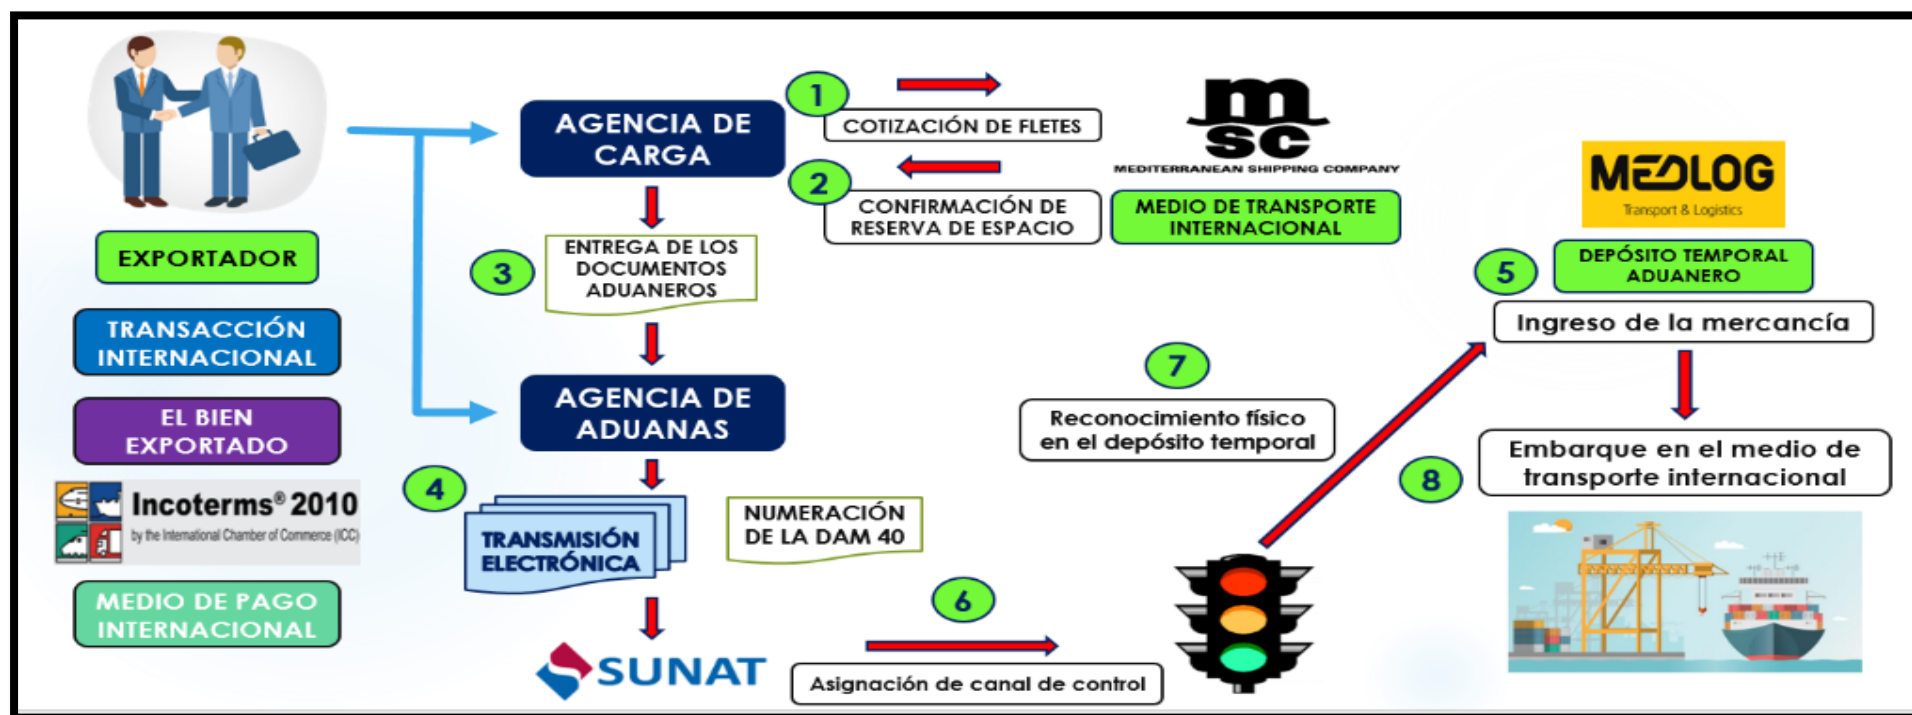 EXPORTADOR
TRANSACCIÓN
INTERNACIONAL
EL BIEN
EXPORTADO
Incoterms® 2010
by the International Chamber of Commerce (ICC)
MEDIO DE PAGO
INTERNACIONAL
AGENCIA DE
CARGA
1
COTIZACIÓN DE FLETES
2
CONFIRMACIÓN DE
RESERVA DE ESPACIO
msc
MEDITERRANEAN SHIPPING COMPANY
MEDIO DE TRANSPORTE
INTERNACIONAL
3
ENTREGA DE LOS
DOCUMENTOS
ADUANEROS
AGENCIA DE
ADUANAS
4
TRANSMISIÓN
ELECTRÓNICA
NUMERACIÓN
DE LA DAM 40
SUNAT
6
Asignación de canal de control
7
Reconocimiento físico
en el depósito temporal
MEDLOG
Transport & Logistics
5
DEPÓSITO TEMPORAL
ADUANERO
Ingreso de la mercancía
8
Embarque en el medio de
transporte internacional